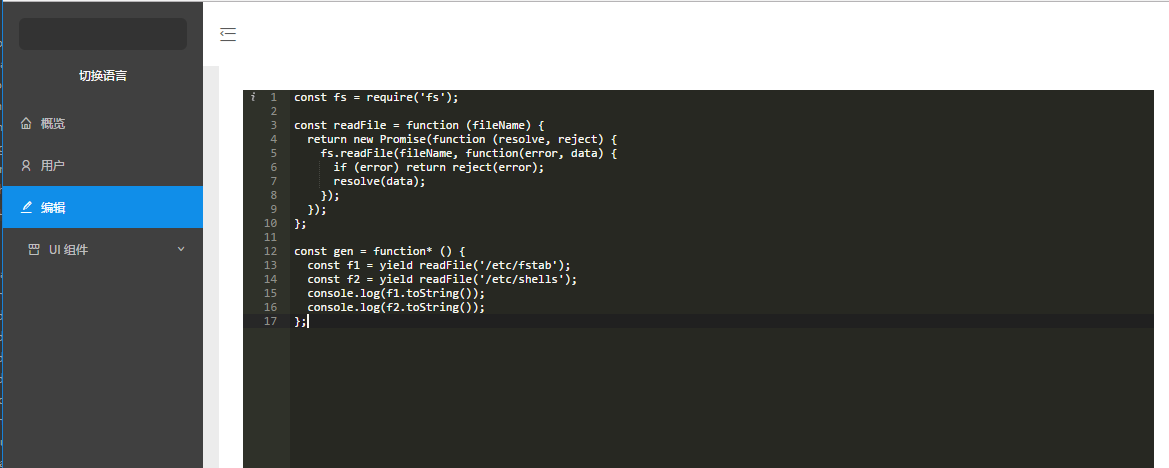 切换语言
概览
用户
编辑
UI 组件
i 1 const fs = require('fs');
2
3 const readFile = function (fileName) {
4   return new Promise(function (resolve, reject) {
5     fs.readFile(fileName, function(error, data) {
6       if (error) return reject(error);
7       resolve(data);
8     });
9   });
10 };
11
12 const gen = function* () {
13   const f1 = yield readFile('/etc/fstab');
14   const f2 = yield readFile('/etc/shells');
15   console.log(f1.toString());
16   console.log(f2.toString());
17 };